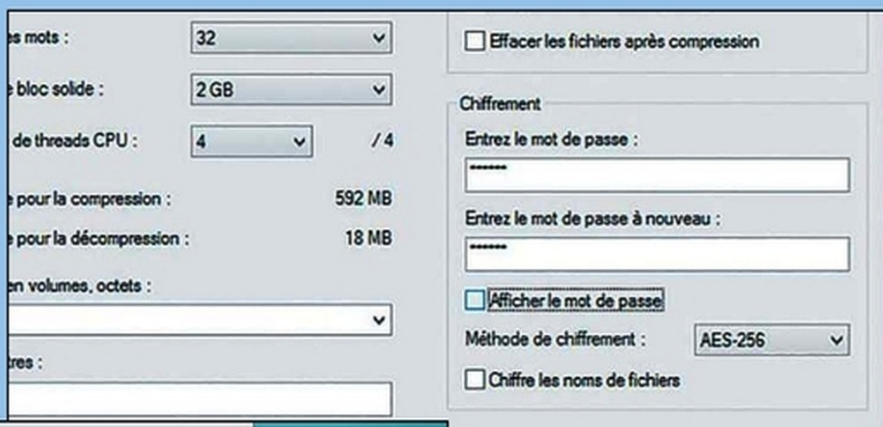 es mots :
32
e bloc solide :
2 GB
de threads CPU :
4
/ 4
e pour la compression :
592 MB
e pour la décompression :
18 MB
en volumes, octets :
tres :
Effacer les fichiers après compression
Chiffrement
Entrez le mot de passe :
Entrez le mot de passe à nouveau :
Afficher le mot de passe
Méthode de chiffrement :
AES-256
Chiffre les noms de fichiers